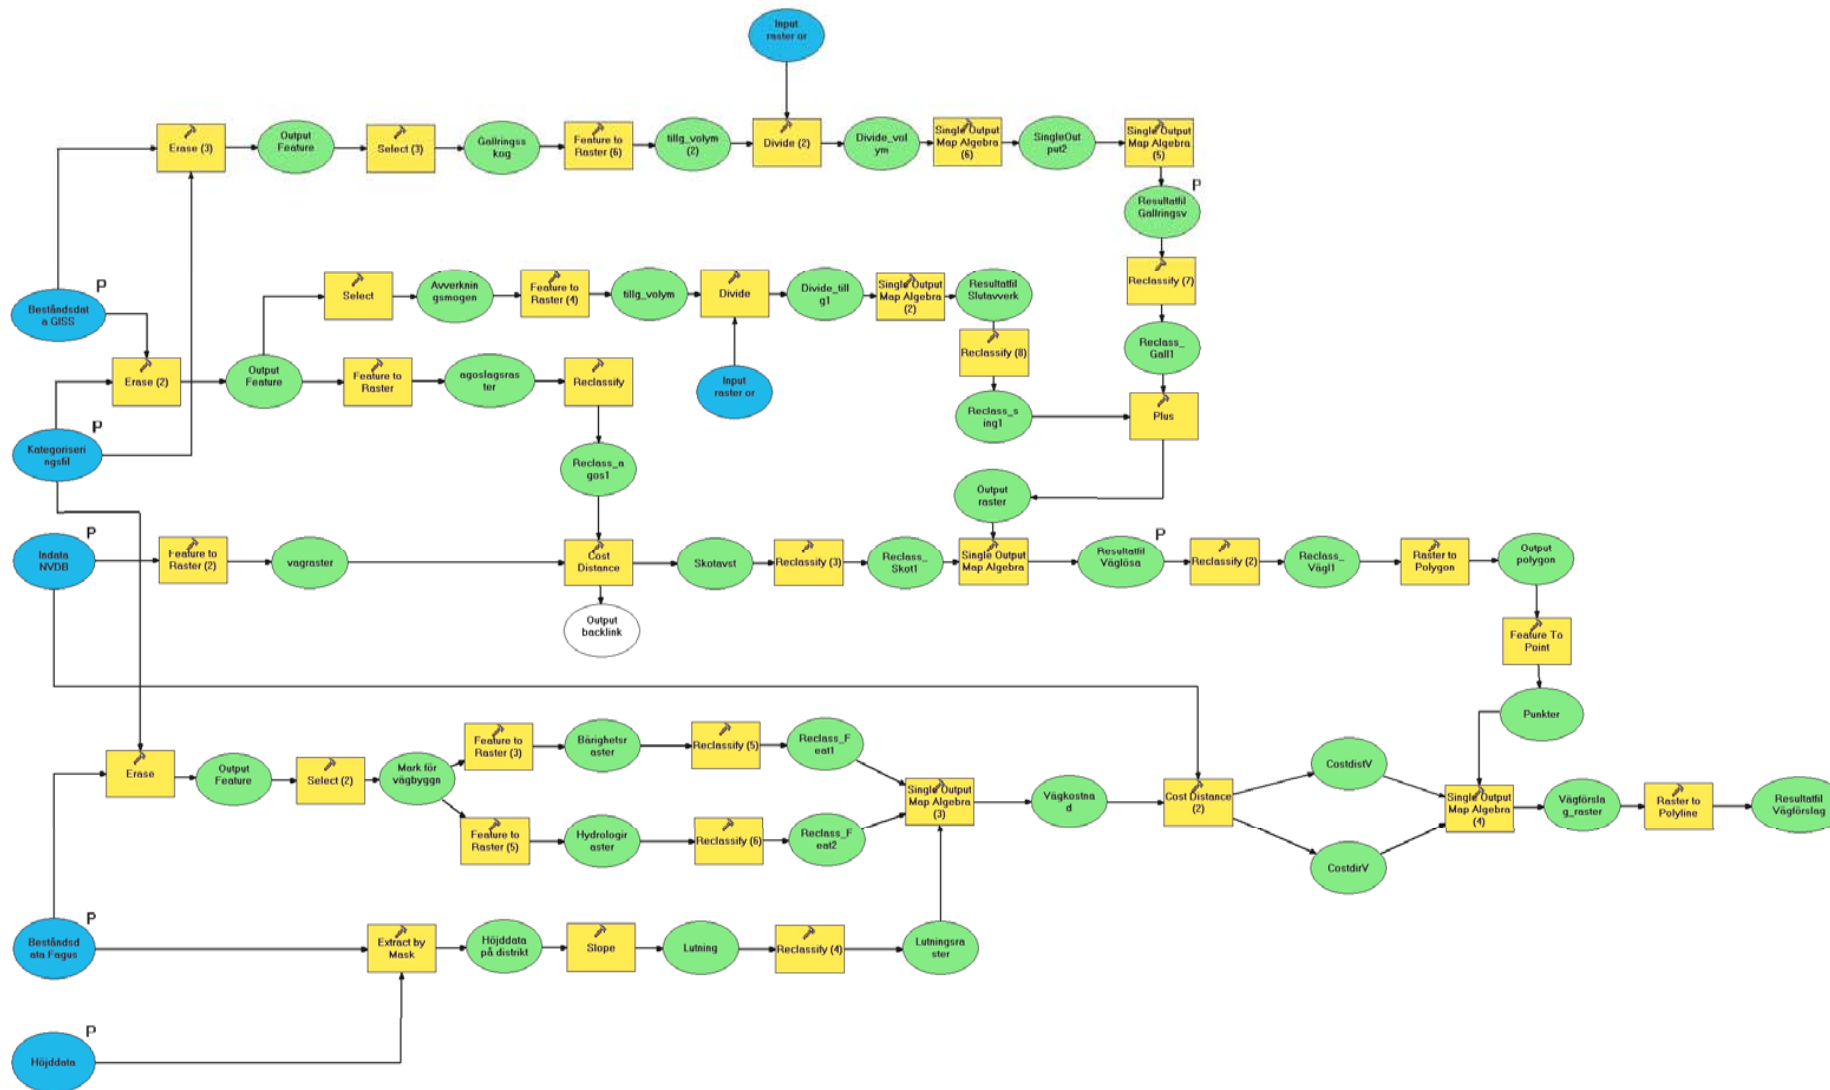 Input
raster or
Erase (3)
Output
Feature
Select (3)
Gallringss
kog
Feature to
Raster (6)
tillg_volym
(2)
Divide (2)
Divide_vol
ym
Single Output
Map Algebra
(6)
SingleOut
put2
Single Output
Map Algebra
(5)
P
Resultatfil
Gallringsv
Reclassify (7)
Reclass_
Gall1
Plus
P
Beståndsdat
a GISS
Select
Avverknin
gsmogen
Feature to
Raster (4)
tillg_volym
Divide
Divide_till
g1
Single Output
Map Algebra
(2)
Resultatfil
Slutavverk
Reclassify (8)
Reclass_s
ing1
Input
raster or
Erase (2)
Output
Feature
Feature to
Raster
agoslagsras
ter
Reclassify
Reclass_a
gos1
P
Kategoriseri
ngsfil
Output
raster
P
Indata
NVDB
Feature to
Raster (2)
vagraster
Cost
Distance
Output
backlink
Skotavst
Reclassify (3)
Reclass_
Skot1
Single Output
Map Algebra
P
Resultatfil
Väglösa
Reclassify (2)
Reclass_
Vägl1
Raster to
Polygon
Output
polygon
Feature To
Point
Punkter
Erase
Output
Feature
Select (2)
Mark för
vägbyggn
Feature to
Raster (3)
Bärighetsr
aster
Reclassify (5)
Reclass_F
eat1
Feature to
Raster (5)
Hydrologir
aster
Reclassify (6)
Reclass_F
eat2
Single Output
Map Algebra
(3)
Vägkostna
d
Cost Distance
(2)
CostdistV
CostdirV
Single Output
Map Algebra
(4)
Vägförsla
g_raster
Raster to
Polyline
Resultatfil
Vägförslag
P
Beståndsd
ata Fagus
Extract by
Mask
Höjddata
på distrikt
Slope
Lutning
Reclassify (4)
Lutningsra
ster
P
Höjddata